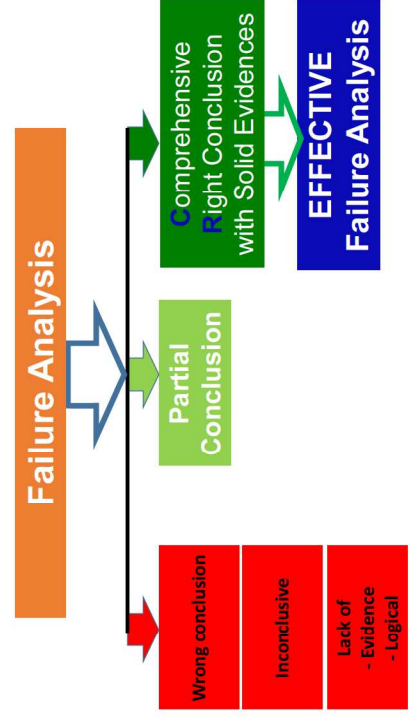 Failure Analysis
Wrong conclusion
Inconclusive
Lack of
- Evidence
- Logical
Partial
Conclusion
Comprehensive
Right Conclusion
with Solid Evidences
EFFECTIVE
Failure Analysis